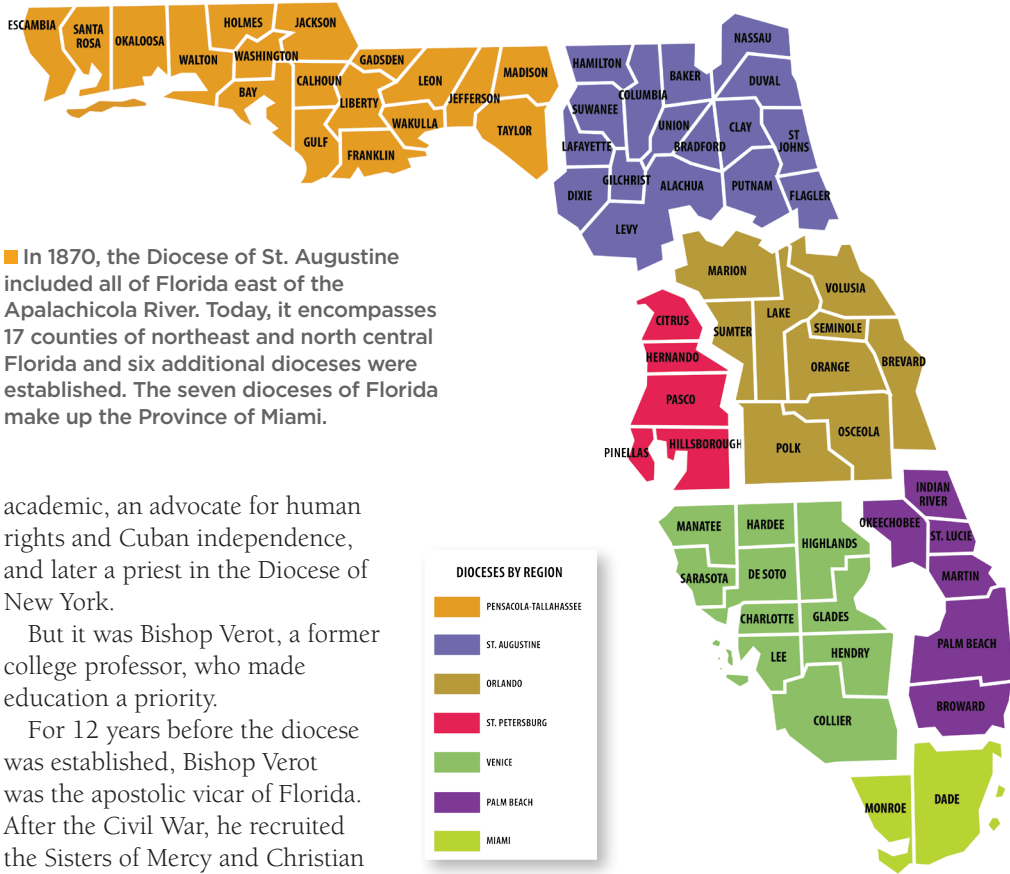 ESCAMBIA
SANTA
ROSA
OKALOOSA
WALTON
HOLMES
WASHINGTON
JACKSON
BAY
CALHOUN
GULF
LIBERTY
FRANKLIN
GADSDEN
LEON
WAKULLA
JEFFERSON
MADISON
TAYLOR
HAMILTON
SUWANEE
COLUMBIA
BAKER
NASSAU
DUVAL
LAFAYETTE
UNION
BRADFORD
CLAY
ST
JOHNS
DIXIE
GILCHRIST
ALACHUA
PUTNAM
FLAGLER
LEVY
In 1870, the Diocese of St. Augustine
included all of Florida east of the
Apalachicola River. Today, it encompasses
17 counties of northeast and north central
Florida and six additional dioceses were
established. The seven dioceses of Florida
make up the Province of Miami.
MARION
VOLUSIA
LAKE
SUMTER
SEMINOLE
ORANGE
BREVARD
OSCEOLA
POLK
CITRUS
HERNANDO
PASCO
PINELLAS
HILLSBOROUGH
academic, an advocate for human
rights and Cuban independence,
and later a priest in the Diocese of
New York.
But it was Bishop Verot, a former
college professor, who made
education a priority.
For 12 years before the diocese
was established, Bishop Verot
was the apostolic vicar of Florida.
After the Civil War, he recruited
the Sisters of Mercy and Christian
DIOCESES BY REGION
PENSACOLA-TALLAHASSEE
ST. AUGUSTINE
ORLANDO
ST. PETERSBURG
VENICE
PALM BEACH
MIAMI
MANATEE
HARDEE
HIGHLANDS
SARASOTA
DE SOTO
CHARLOTTE
GLADES
LEE
HENDRY
COLLIER
INDIAN
RIVER
OKEECHOBEE
ST. LUCIE
MARTIN
PALM BEACH
BROWARD
MONROE
DADE